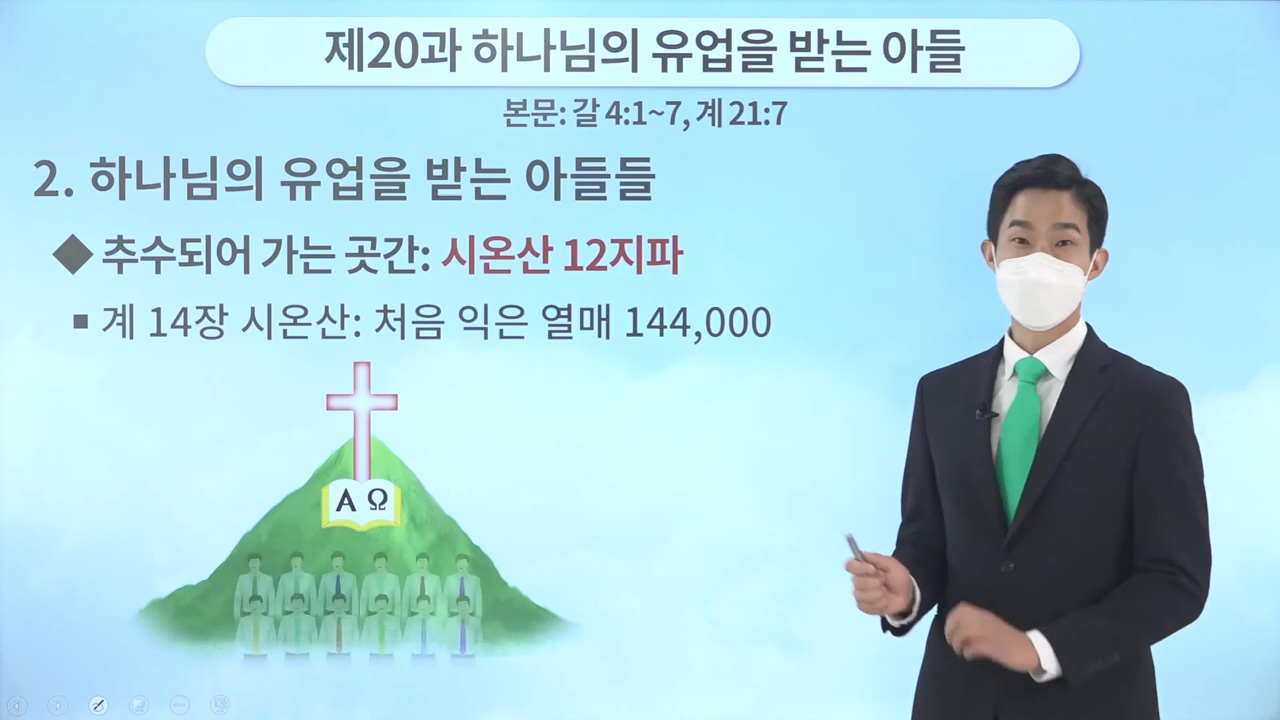 제20과 하나님의 유업을 받는 아들
본문: 갈 4:1~7, 계 21:7
2. 하나님의 유업을 받는 아들들
◆ 추수되어 가는 곳간: 시온산 12지파
▪ 계 14장 시온산: 처음 익은 열매 144,000
Α Ω